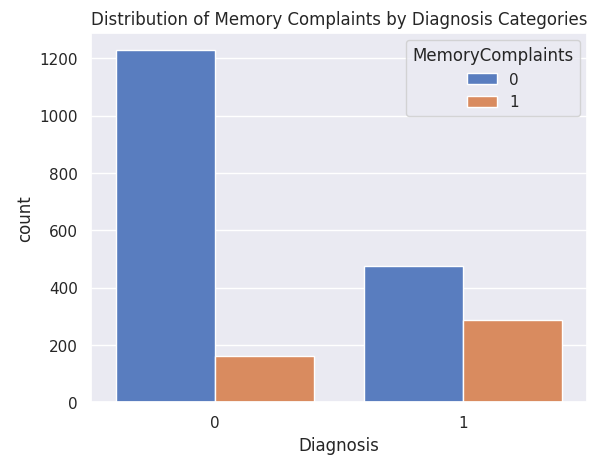 Distribution of Memory Complaints by Diagnosis Categories
MemoryComplaints
0
1
1200
1000
800
600
400
200
0
count
0 1
Diagnosis